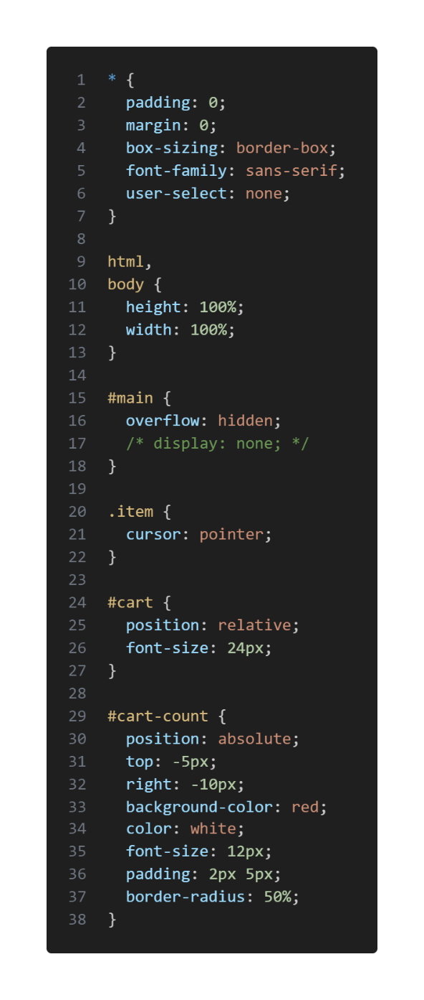 1 * {
2 padding: 0;
3 margin: 0;
4 box-sizing: border-box;
5 font-family: sans-serif;
6 user-select: none;
7 }
8
9 html,
10 body {
11 height: 100%;
12 width: 100%;
13 }
14
15 #main {
16 overflow: hidden;
17 /* display: none; */
18 }
19
20 .item {
21 cursor: pointer;
22 }
23
24 #cart {
25 position: relative;
26 font-size: 24px;
27 }
28
29 #cart-count {
30 position: absolute;
31 top: -5px;
32 right: -10px;
33 background-color: red;
34 color: white;
35 font-size: 12px;
36 padding: 2px 5px;
37 border-radius: 50%;
38 }